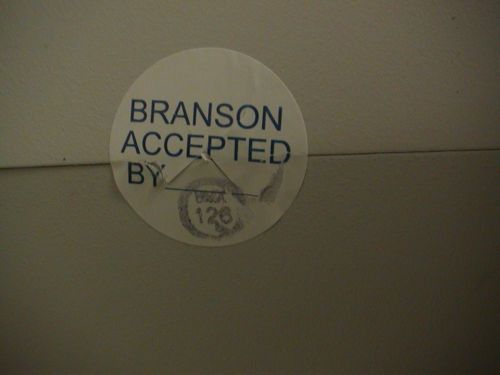 BRANSON
ACCEPTED
BY
126